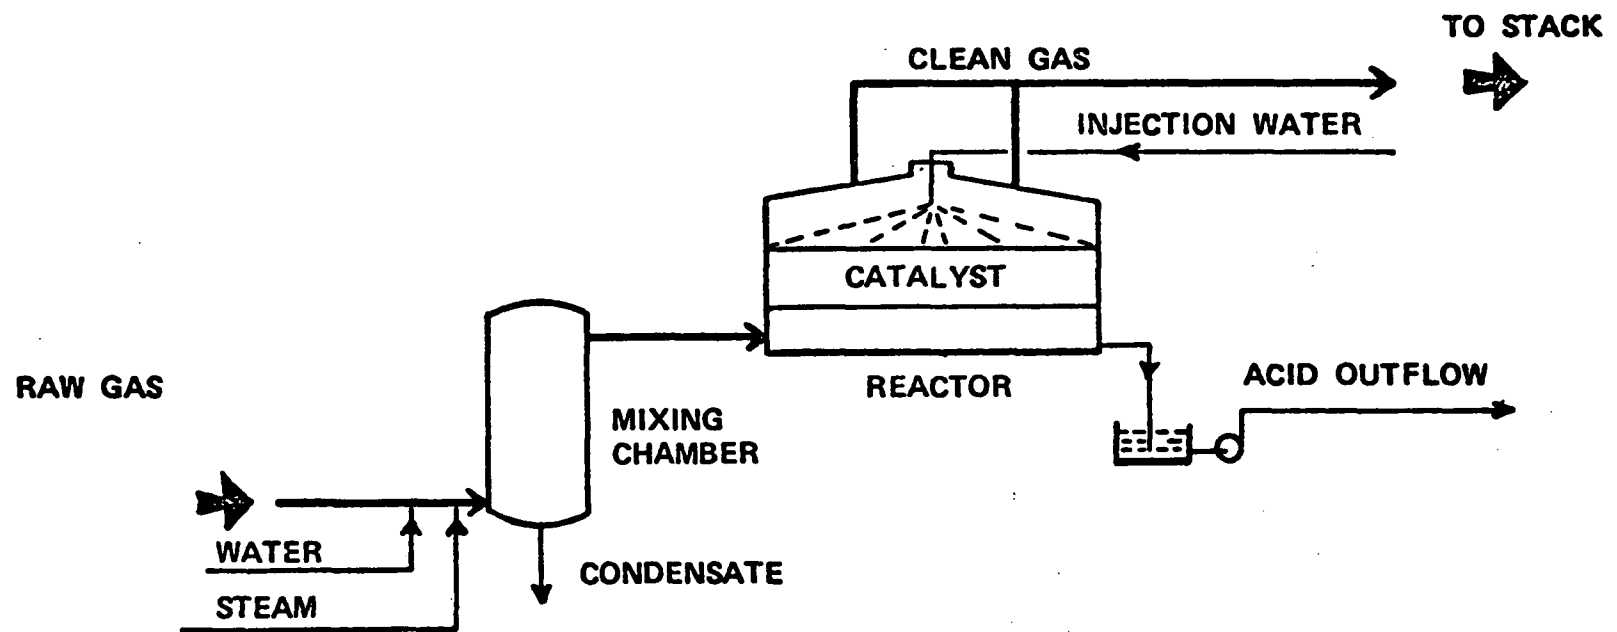 TO STACK
CLEAN GAS
INJECTION WATER
CATALYST
RAW GAS
REACTOR
ACID OUTFLOW
MIXING
CHAMBER
WATER
CONDENSATE
STEAM